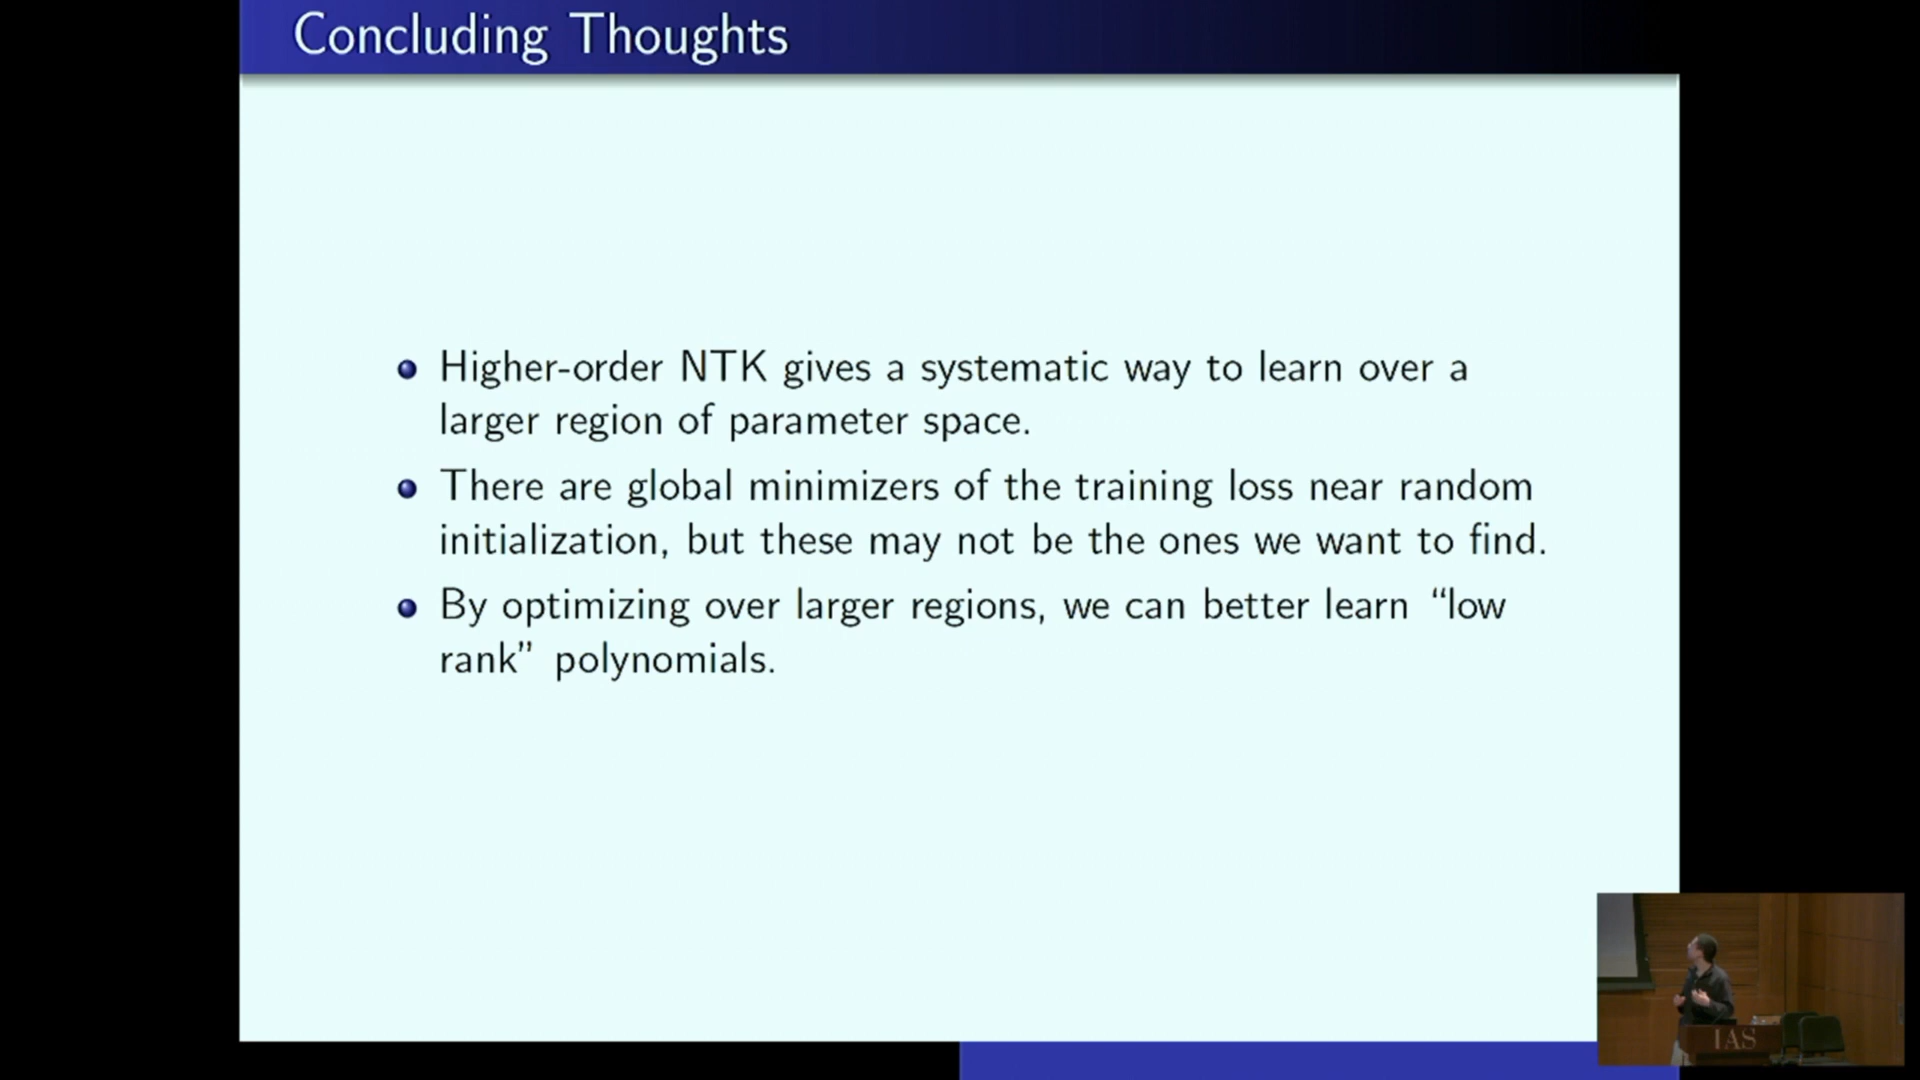 Concluding Thoughts
Higher-order NTK gives a systematic way to learn over a
larger region of parameter space.
There are global minimizers of the training loss near random
initialization, but these may not be the ones we want to find.
By optimizing over larger regions, we can better learn “low
rank” polynomials.
IAS